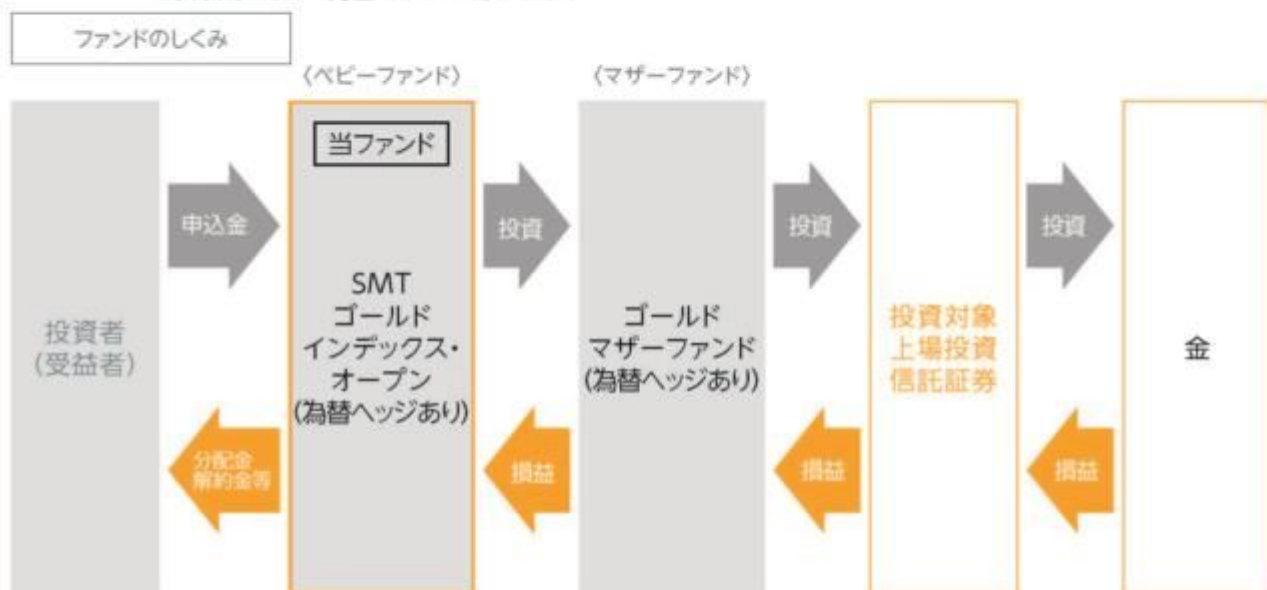 ファンドのしくみ
〈ベビーファンド〉
〈マザーファンド〉
投資者
(受益者)
申込金
分配金
解約金等
当ファンド
SMT
ゴールド
インデックス・
オープン
(為替ヘッジあり)
投資
損益
ゴールド
マザーファンド
(為替ヘッジあり)
投資
損益
投資対象
上場投資
信託証券
投資
損益
金